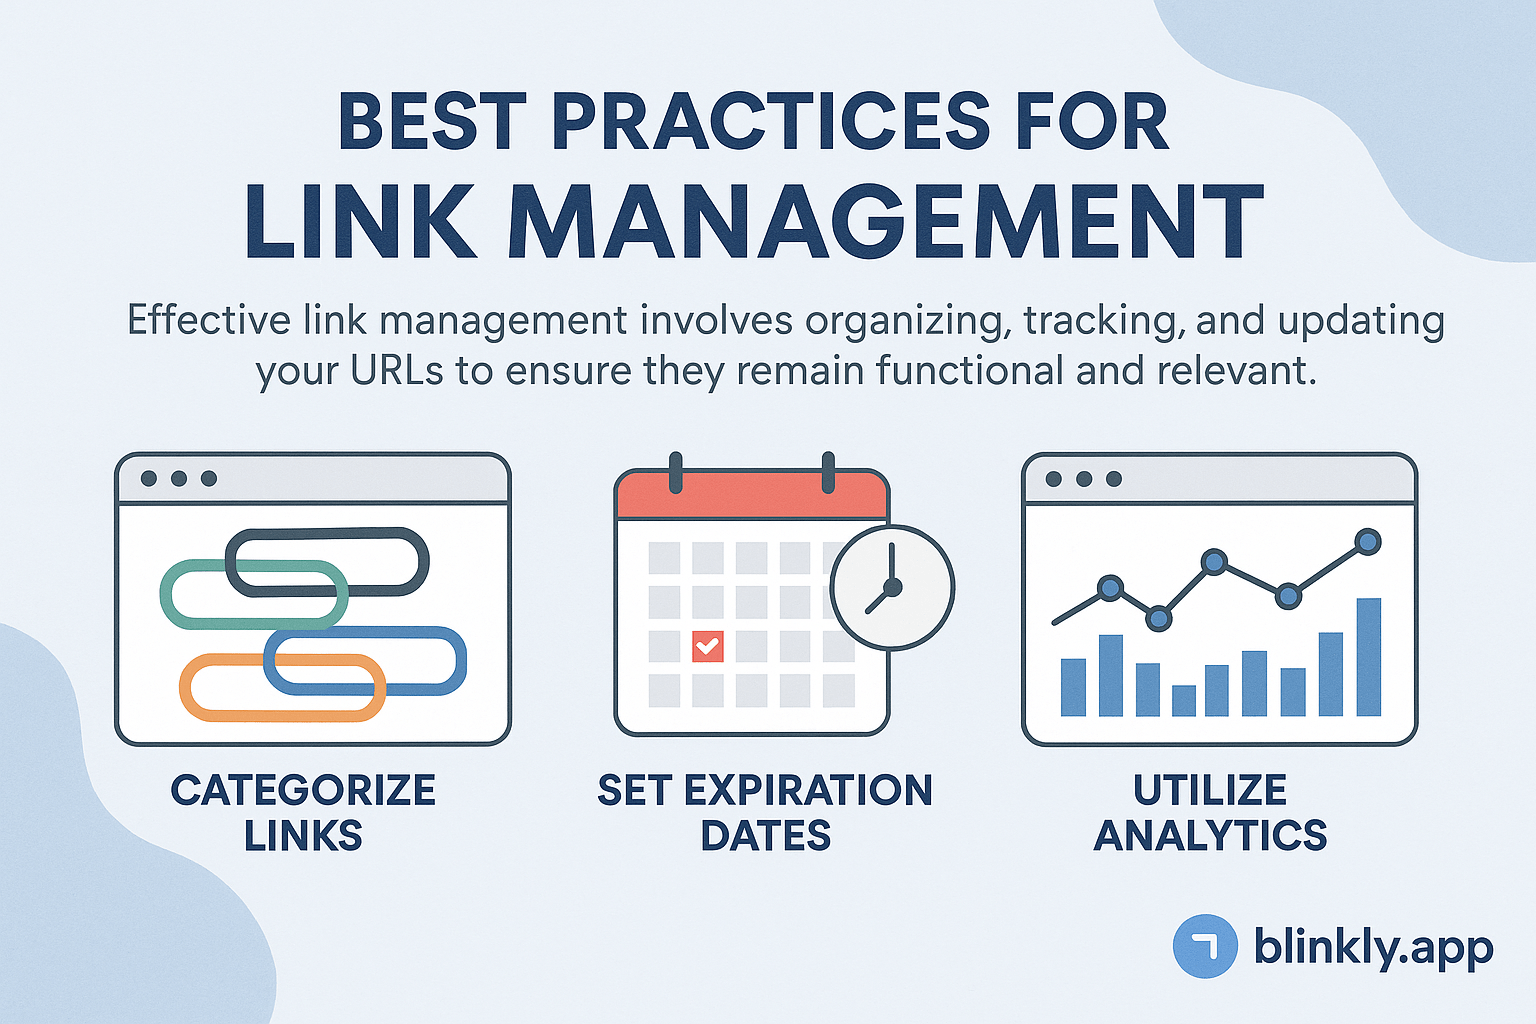 BEST PRACTICES FOR
LINK MANAGEMENT
Effective link management involves organizing, tracking, and updating
your URLs to ensure they remain functional and relevant.
CATEGORIZE
LINKS
SET EXPIRATION
DATES
UTILIZE
ANALYTICS
blinkly.app